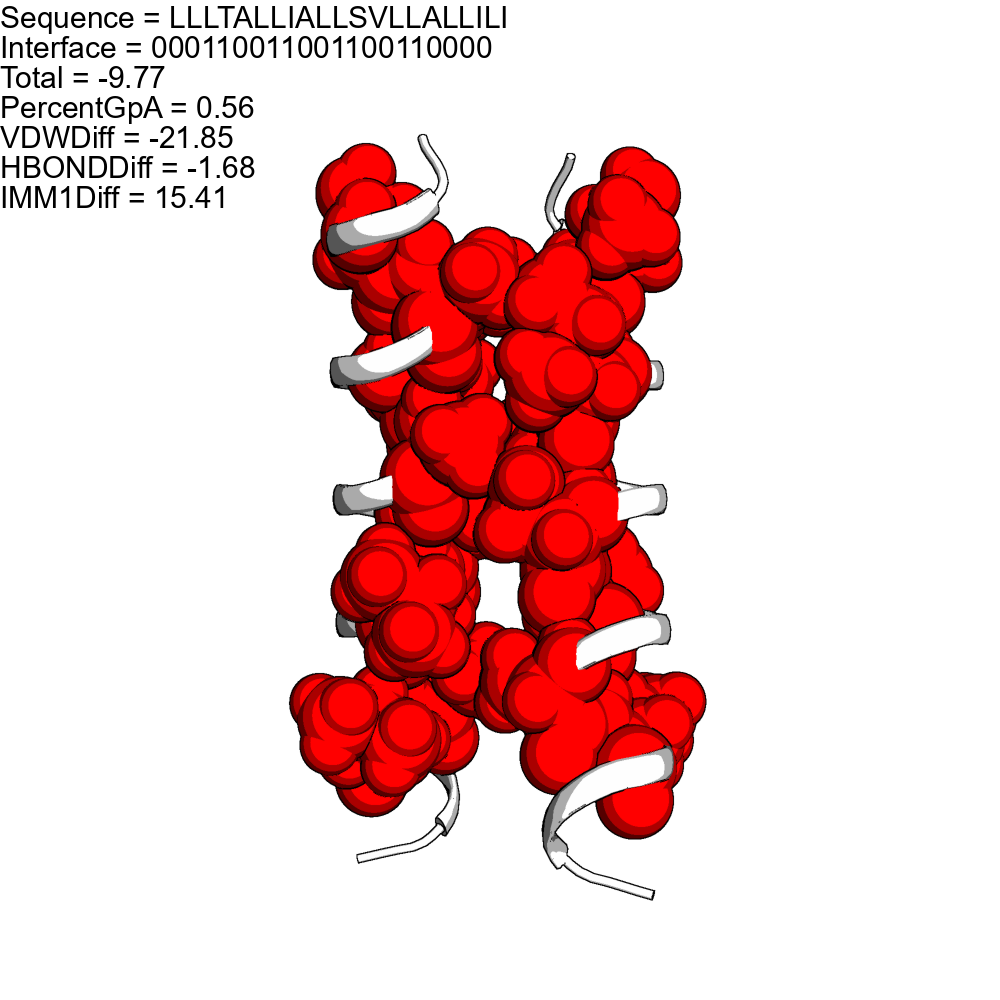 Sequence = LLLTALLIALLSVLLALLILI
Interface = 000110011001100110000
Total = -9.77
PercentGpA = 0.56
VDWDiff = -21.85
HBONDDiff = -1.68
IMM1Diff = 15.41